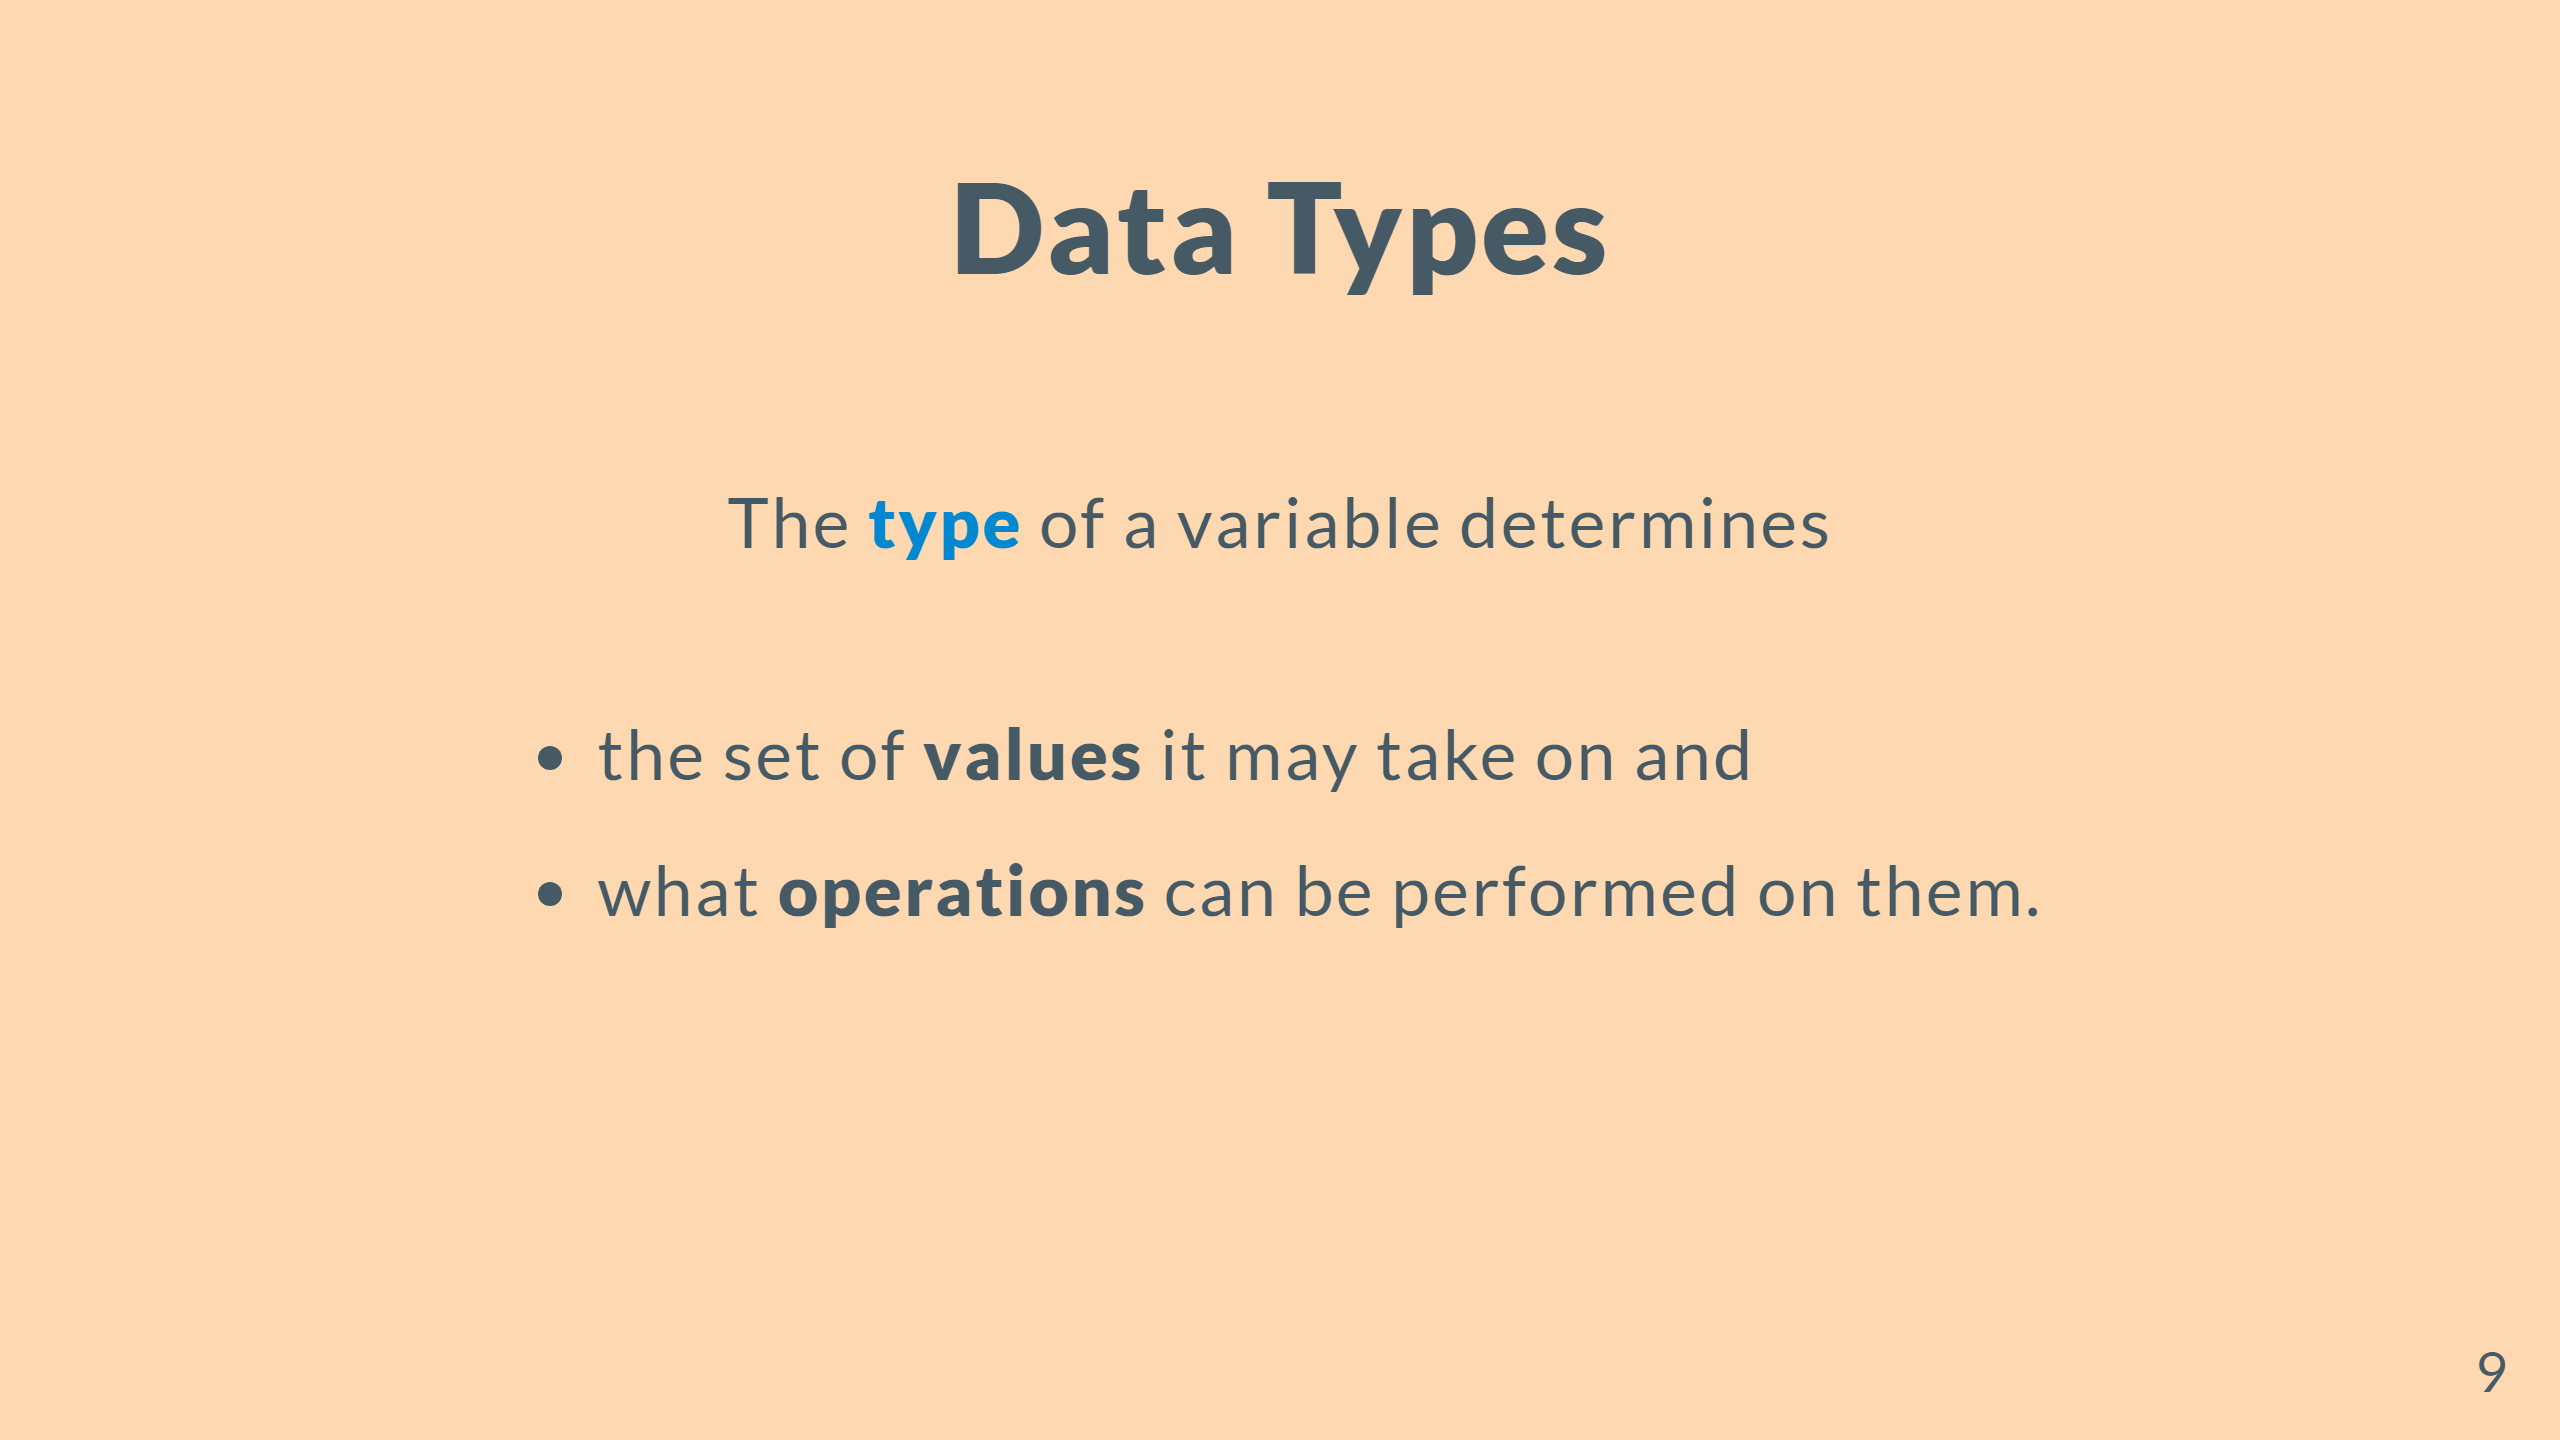 Data Types
The type of a variable determines
• the set of values it may take on and
• what operations can be performed on them.
9